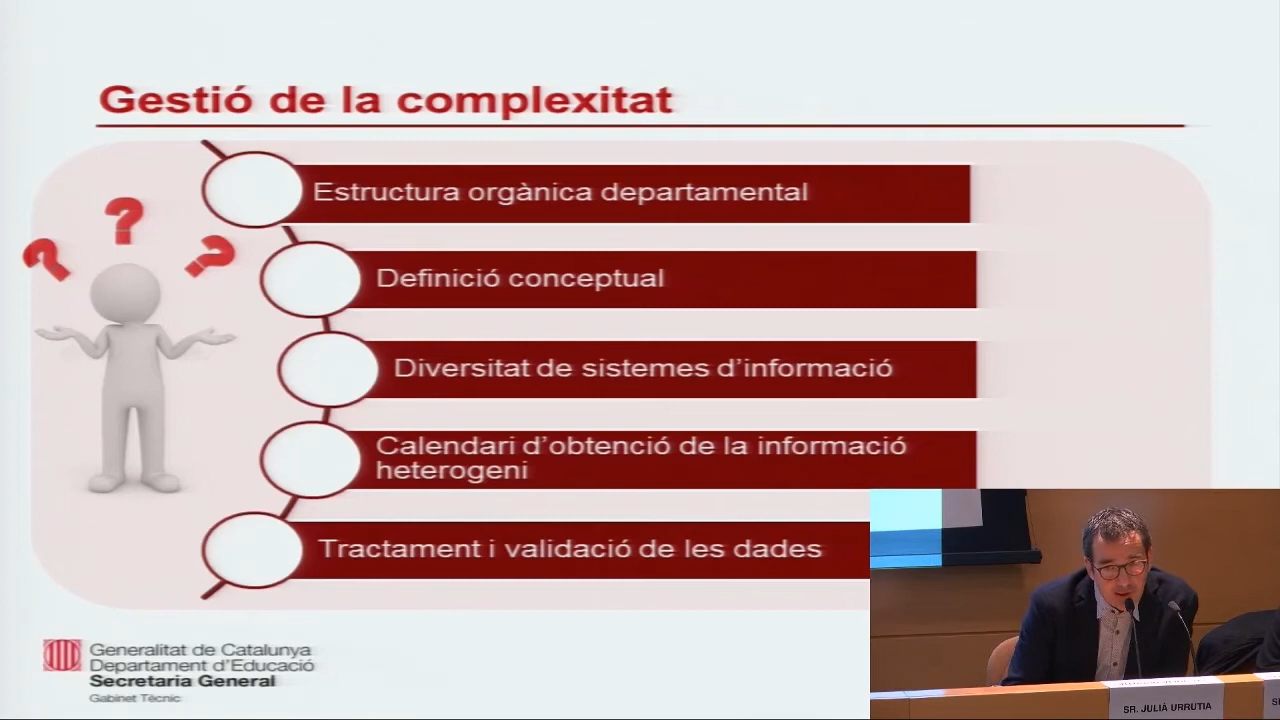 Gestió de la complexitat
Estructura orgànica departamental
Definició conceptual
Diversitat de sistemes d'informació
Calendari d'obtenció de la informació
heterogeni
Tractament i validació de les dades
Generalitat de Catalunya
Departament d'Educació
Secretaria General
Gabinet Tècnic
SR. JULIÀ URRUTIA